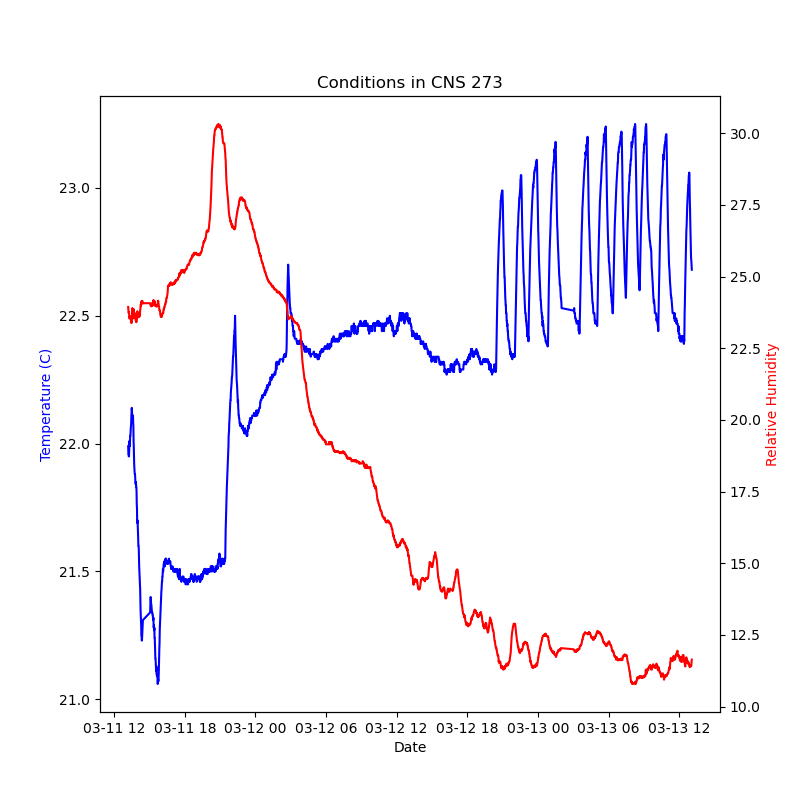 Conditions in CNS 273
23.0
22.5
22.0
21.5
21.0
Temperature (C)
30.0
27.5
25.0
22.5
20.0
17.5
15.0
12.5
10.0
Relative Humidity
03-11 12 03-11 18 03-12 00 03-12 06 03-12 12 03-12 18 03-13 00 03-13 06 03-13 12
Date